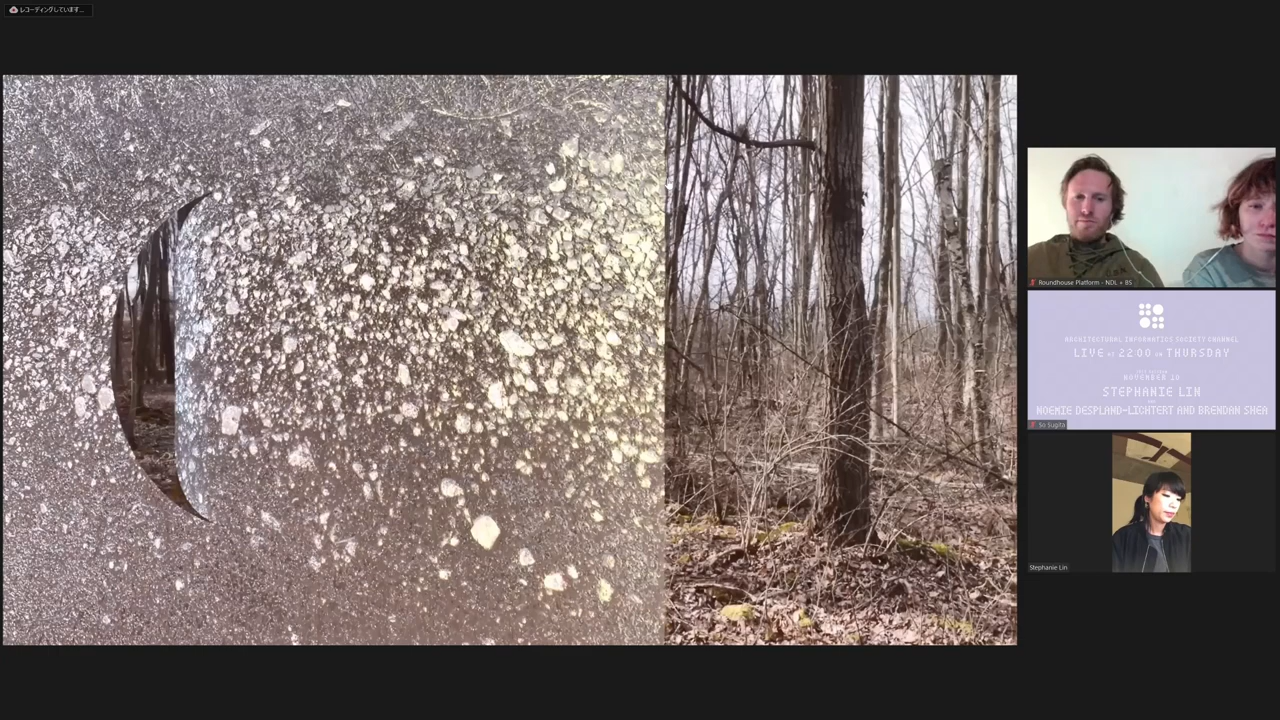 レコーディングしています...
Roundhouse Platform - NDL + BS
ARCHITECTURAL INFORMATICS SOCIETY CHANNEL
LIVE AT 22:00 ON THURSDAY
NOVEMBER 18
STEPHANIE LIN
AND
NOEMIE DESPLAND-LICHTERT AND BRENDAN SHEA
So Sugita
Stephanie Lin